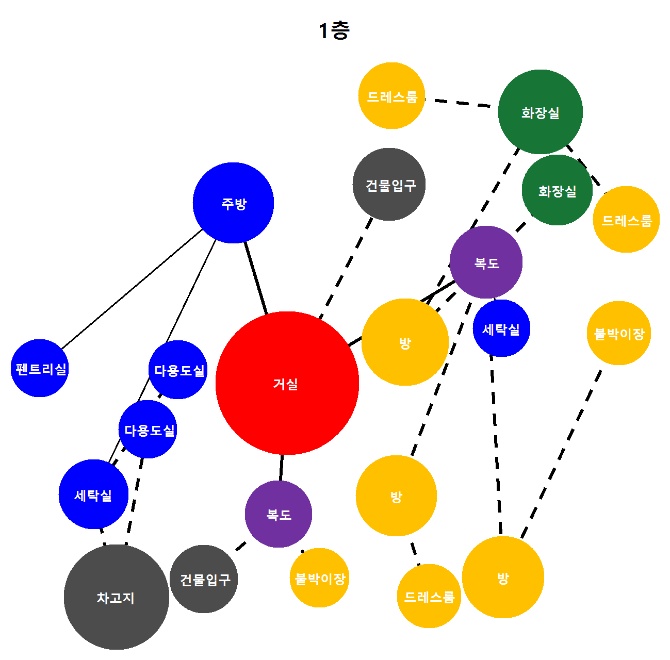 1층
드레스룸
화장실
건물입구
화장실
주방
드레스룸
복도
세탁실
불박이장
방
펜트리실
다용도실
거실
다용도실
세탁실
방
복도
건물입구
불박이장
방
차고지
드레스룸